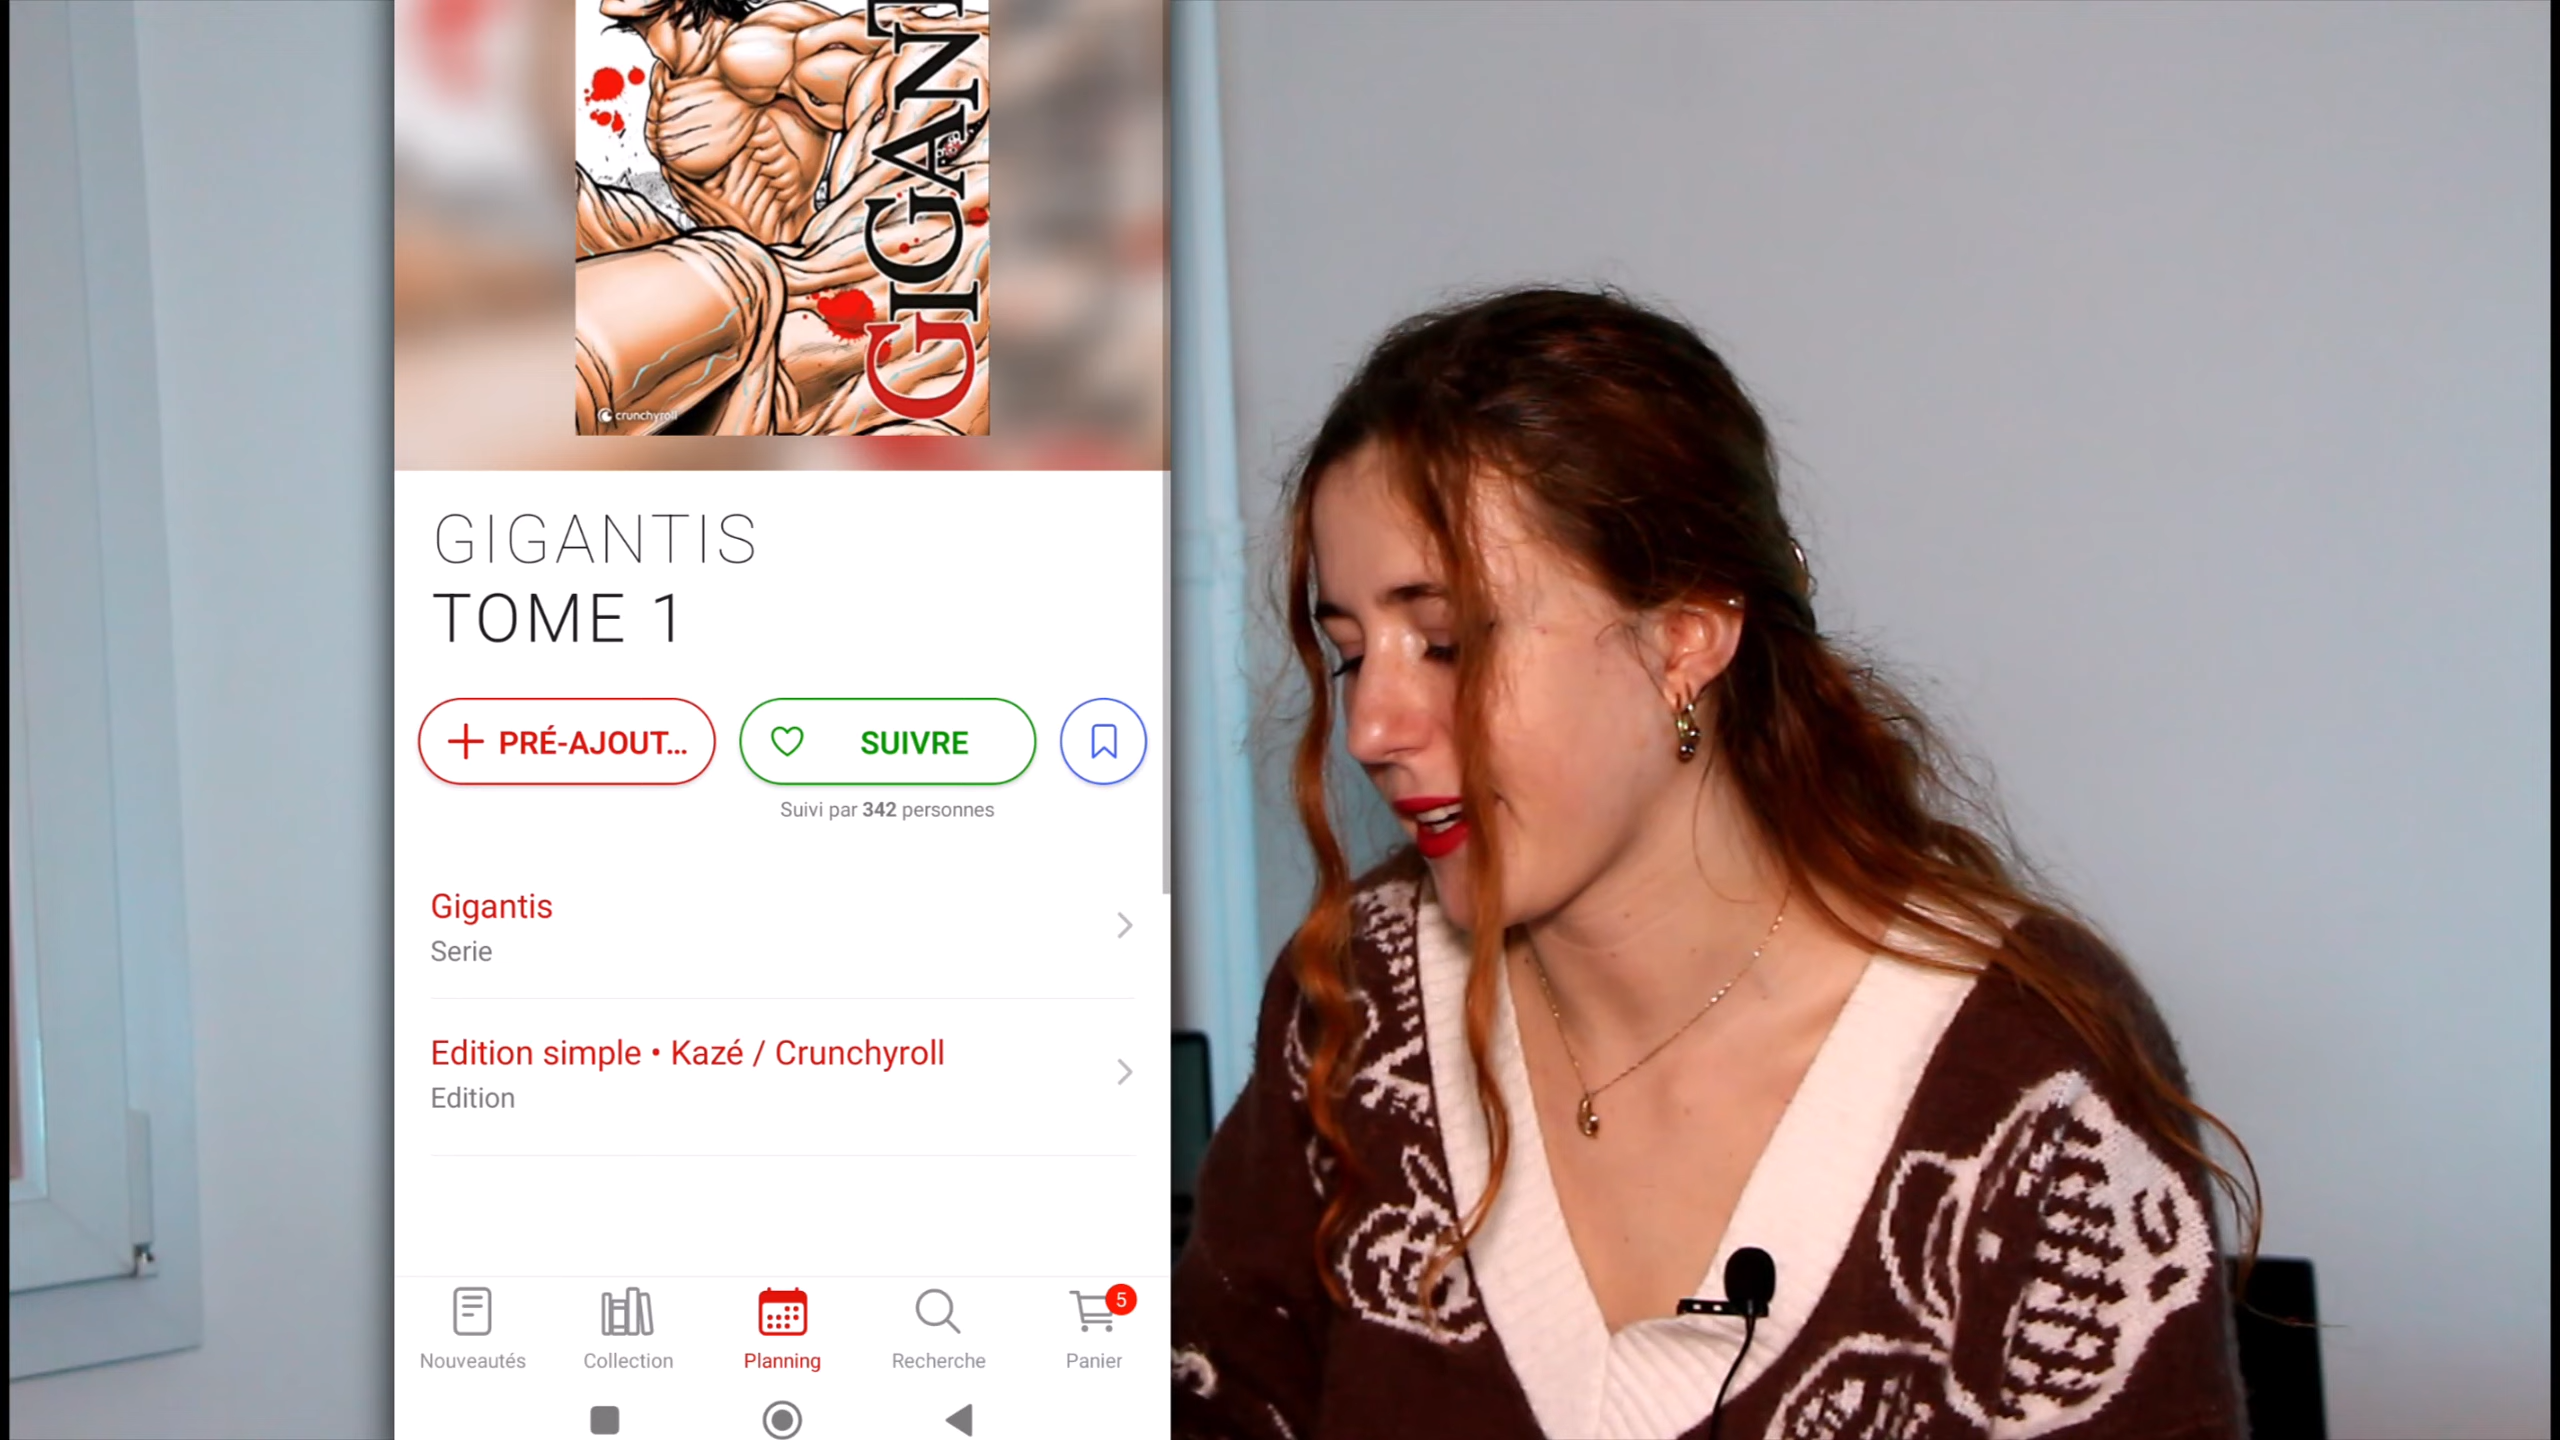 GIGANT
crunchyroll
GIGANTIS
TOME 1
PRÉ-AJOUT...
SUIVRE
Suivi par 342 personnes
Gigantis
Serie
Edition simple • Kazé / Crunchyroll
Edition
Nouveautés
Collection
Planning
Recherche
5
Panier